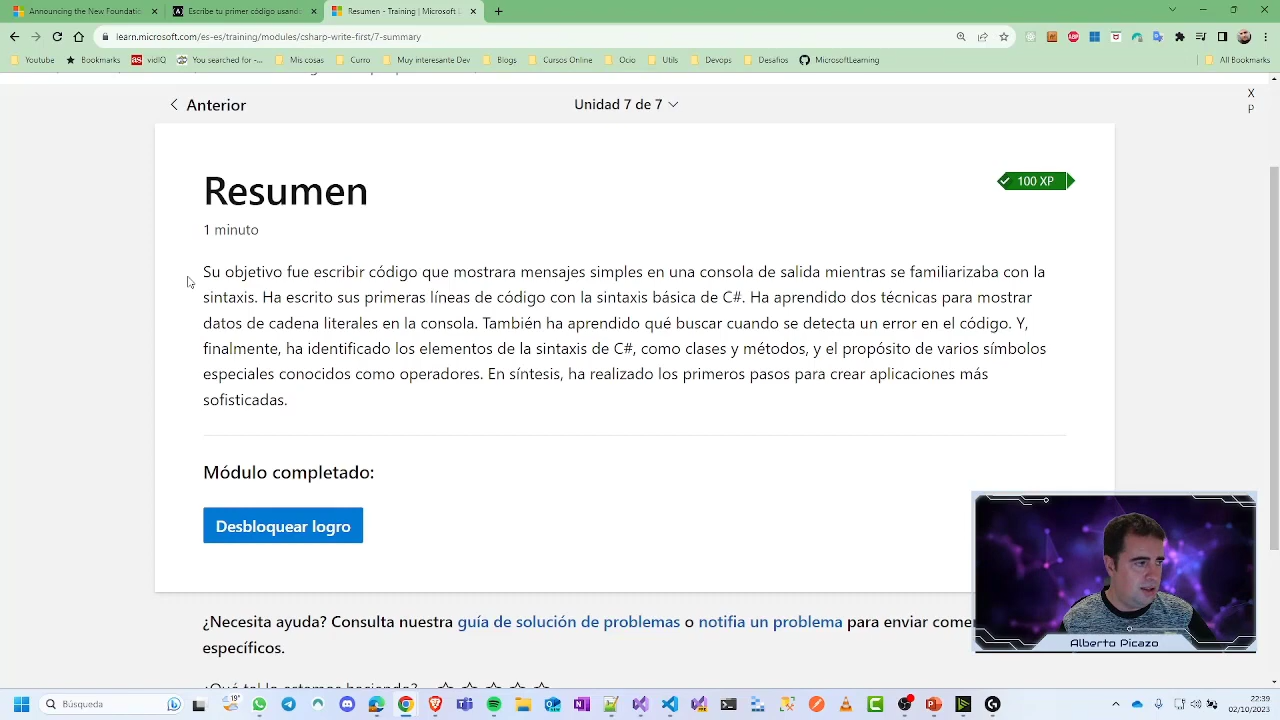 Announcing the New Foundatic
Escribe tu primer código usand
Resumen - Training | Microsoft L
learn.microsoft.com/es-es/training/modules/csharp-write-first/7-summary
Youtube
Bookmarks
vidIQ
You searched for -...
Mis cosas
Curro
Muy interesante Dev
Blogs
Cursos Online
Ocio
Utils
Devops
Desafios
MicrosoftLearning
All Bookmarks
Anterior
Unidad 7 de 7
X
p
Resumen
100 XP
1 minuto
Su objetivo fue escribir código que mostrara mensajes simples en una consola de salida mientras se familiarizaba con la
sintaxis. Ha escrito sus primeras líneas de código con la sintaxis básica de C#. Ha aprendido dos técnicas para mostrar
datos de cadena literales en la consola. También ha aprendido qué buscar cuando se detecta un error en el código. Y,
finalmente, ha identificado los elementos de la sintaxis de C#, como clases y métodos, y el propósito de varios símbolos
especiales conocidos como operadores. En síntesis, ha realizado los primeros pasos para crear aplicaciones más
sofisticadas.
Módulo completado:
Desbloquear logro
¿Necesita ayuda? Consulta nuestra guía de solución de problemas o notifia un problema para enviar comen
específicos.
Alberto Picazo
Búsqueda
19°
22:39
02/10/2023